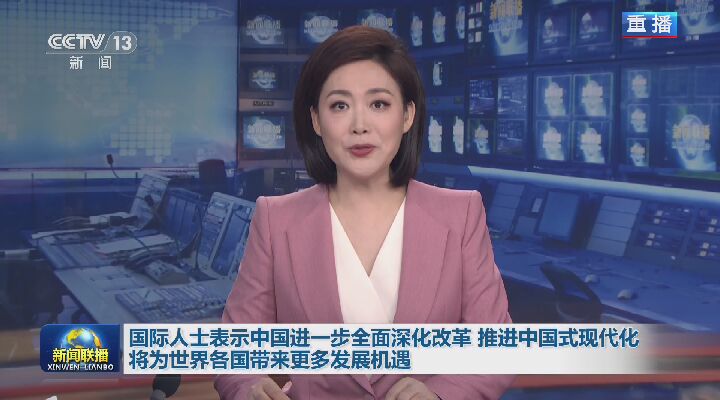 CCTV 13
新闻
重播
国际人士表示中国进一步全面深化改革 推进中国式现代化
将为世界各国带来更多发展机遇
新闻联播
XINWEN LIANBO